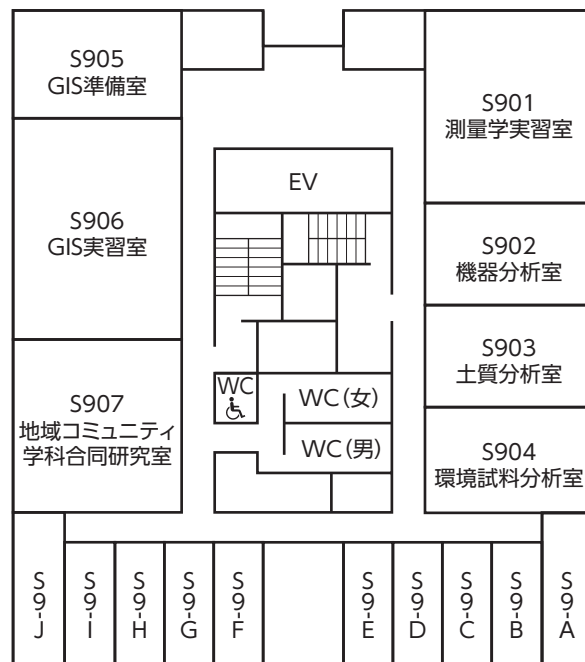 S905
GIS準備室
S901
測量学実習室
EV
S906
GIS実習室
S902
機器分析室
S903
土質分析室
WC
WC(女)
S907
地域コミュニティ
学科合同研究室
WC(男)
S904
環境試料分析室
S9-J
S9-I
S9-H
S9-G
S9-F
S9-E
S9-D
S9-C
S9-B
S9-A